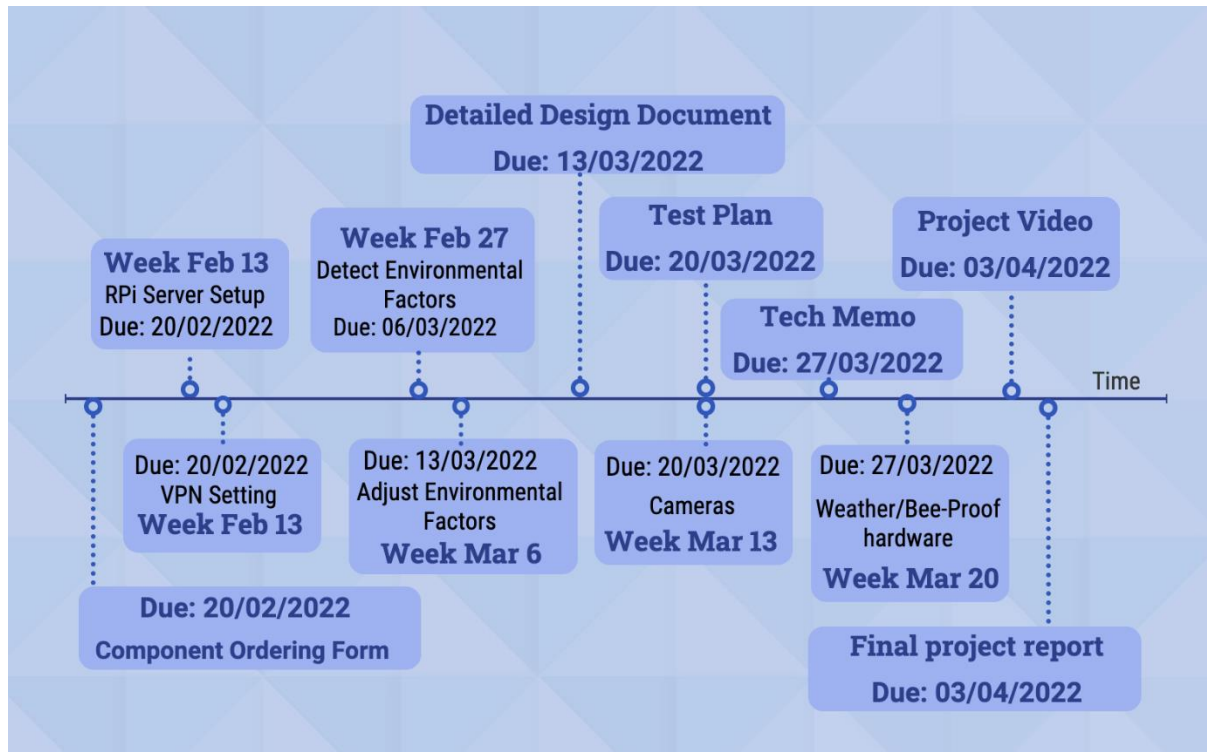 Detailed Design Document
Due: 13/03/2022
Week Feb 13
RPi Server Setup
Due: 20/02/2022
Week Feb 27
Detect Environmental
Factors
Due: 06/03/2022
Test Plan
Due: 20/03/2022
Tech Memo
Due: 27/03/2022
Project Video
Due: 03/04/2022
Time
Due: 20/02/2022
Component Ordering Form
Due: 20/02/2022
VPN Setting
Week Feb 13
Due: 13/03/2022
Adjust Environmental
Factors
Week Mar 6
Due: 20/03/2022
Cameras
Week Mar 13
Due: 27/03/2022
Weather/Bee-Proof
hardware
Week Mar 20
Final project report
Due: 03/04/2022